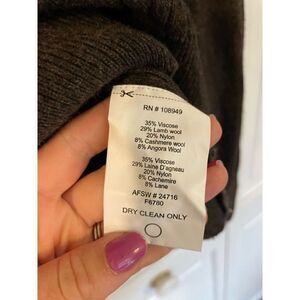 RN # 108949
35% Viscose
29% Lamb wool
20% Nylon
8% Cashmere wool
8% Angora Wool
35% Viscose
29% Laine D'agneau
20% Nylon
8% Cachemire
8% Lane
AFSW # 24716
F6780
DRY CLEAN ONLY